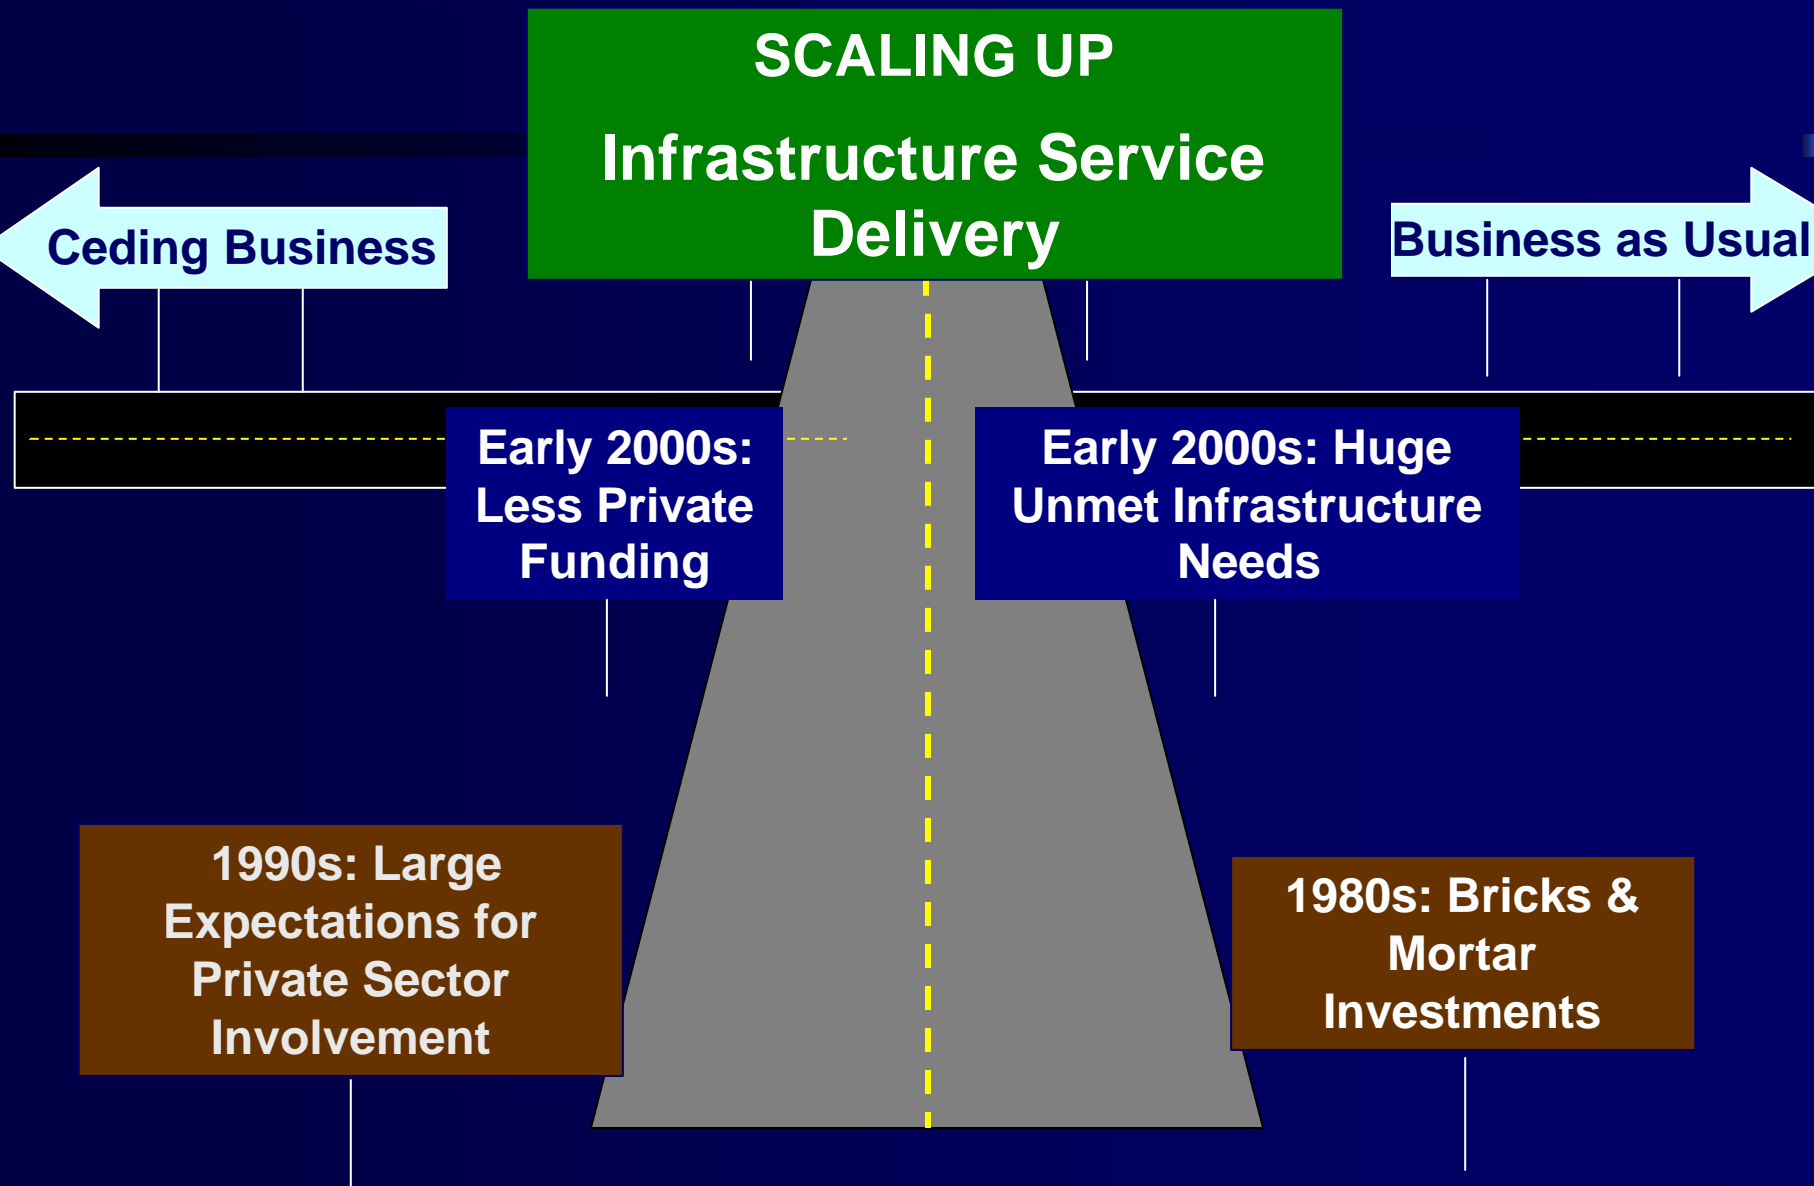 SCALING UP
Infrastructure Service
Delivery
Ceding Business
Business as Usual
Early 2000s:
Less Private
Funding
Early 2000s: Huge
Unmet Infrastructure
Needs
1990s: Large
Expectations for
Private Sector
Involvement
1980s: Bricks &
Mortar
Investments